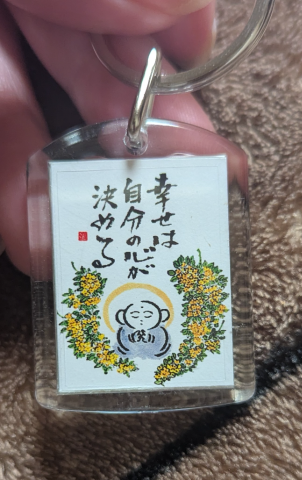 幸せは
自分の心が
決める